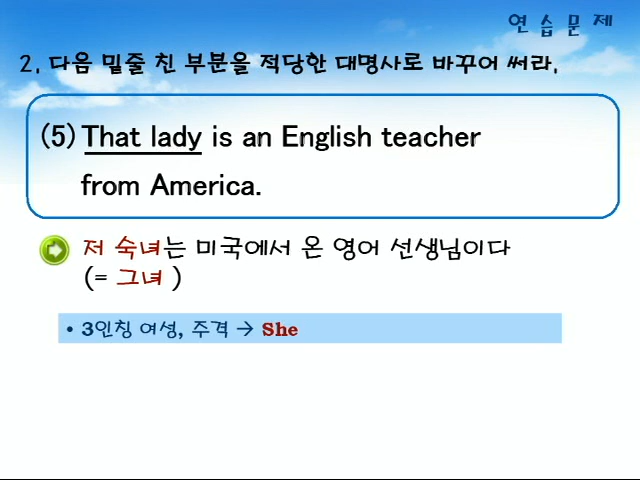 연 습 문 제
2. 다음 밑줄 친 부분을 적당한 대명사로 바꾸어 써라.
(5) That lady is an English teacher
from America.
저 숙녀는 미국에서 온 영어 선생님이다
(= 그녀 )
• 3인칭 여성, 주격 → She